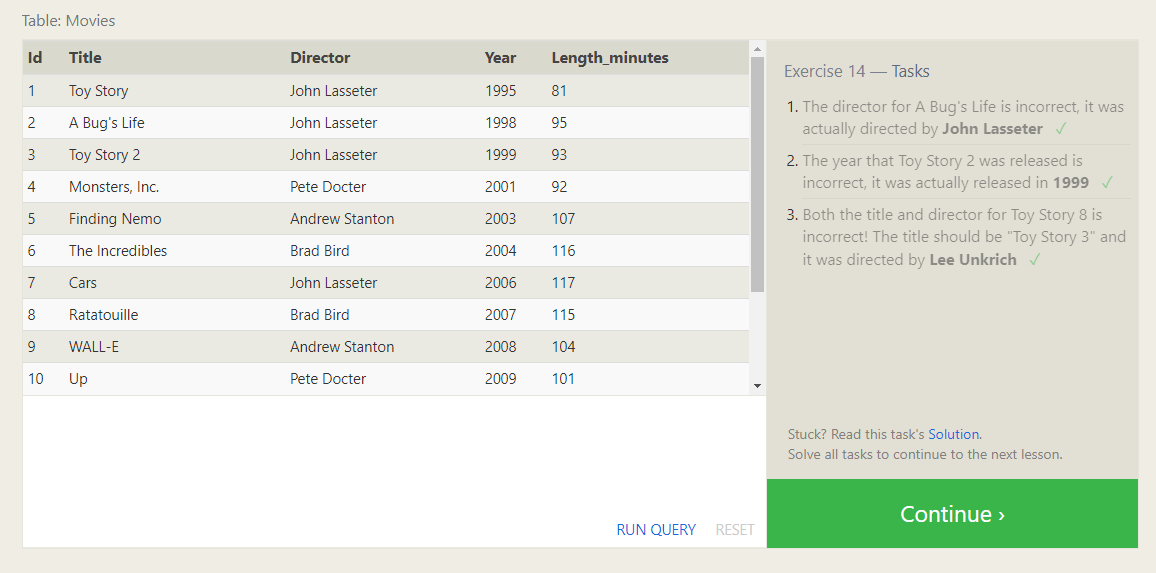 Table: Movies
Id Title Director Year Length_minutes
1 Toy Story John Lasseter 1995 81
2 A Bug's Life John Lasseter 1998 95
3 Toy Story 2 John Lasseter 1999 93
4 Monsters, Inc. Pete Docter 2001 92
5 Finding Nemo Andrew Stanton 2003 107
6 The Incredibles Brad Bird 2004 116
7 Cars John Lasseter 2006 117
8 Ratatouille Brad Bird 2007 115
9 WALL-E Andrew Stanton 2008 104
10 Up Pete Docter 2009 101
RUN QUERY RESET
Exercise 14 — Tasks
1. The director for A Bug's Life is incorrect, it was
actually directed by John Lasseter ✓
2. The year that Toy Story 2 was released is
incorrect, it was actually released in 1999 ✓
3. Both the title and director for Toy Story 8 is
incorrect! The title should be "Toy Story 3" and
it was directed by Lee Unkrich ✓
Stuck? Read this task's Solution.
Solve all tasks to continue to the next lesson.
Continue ›